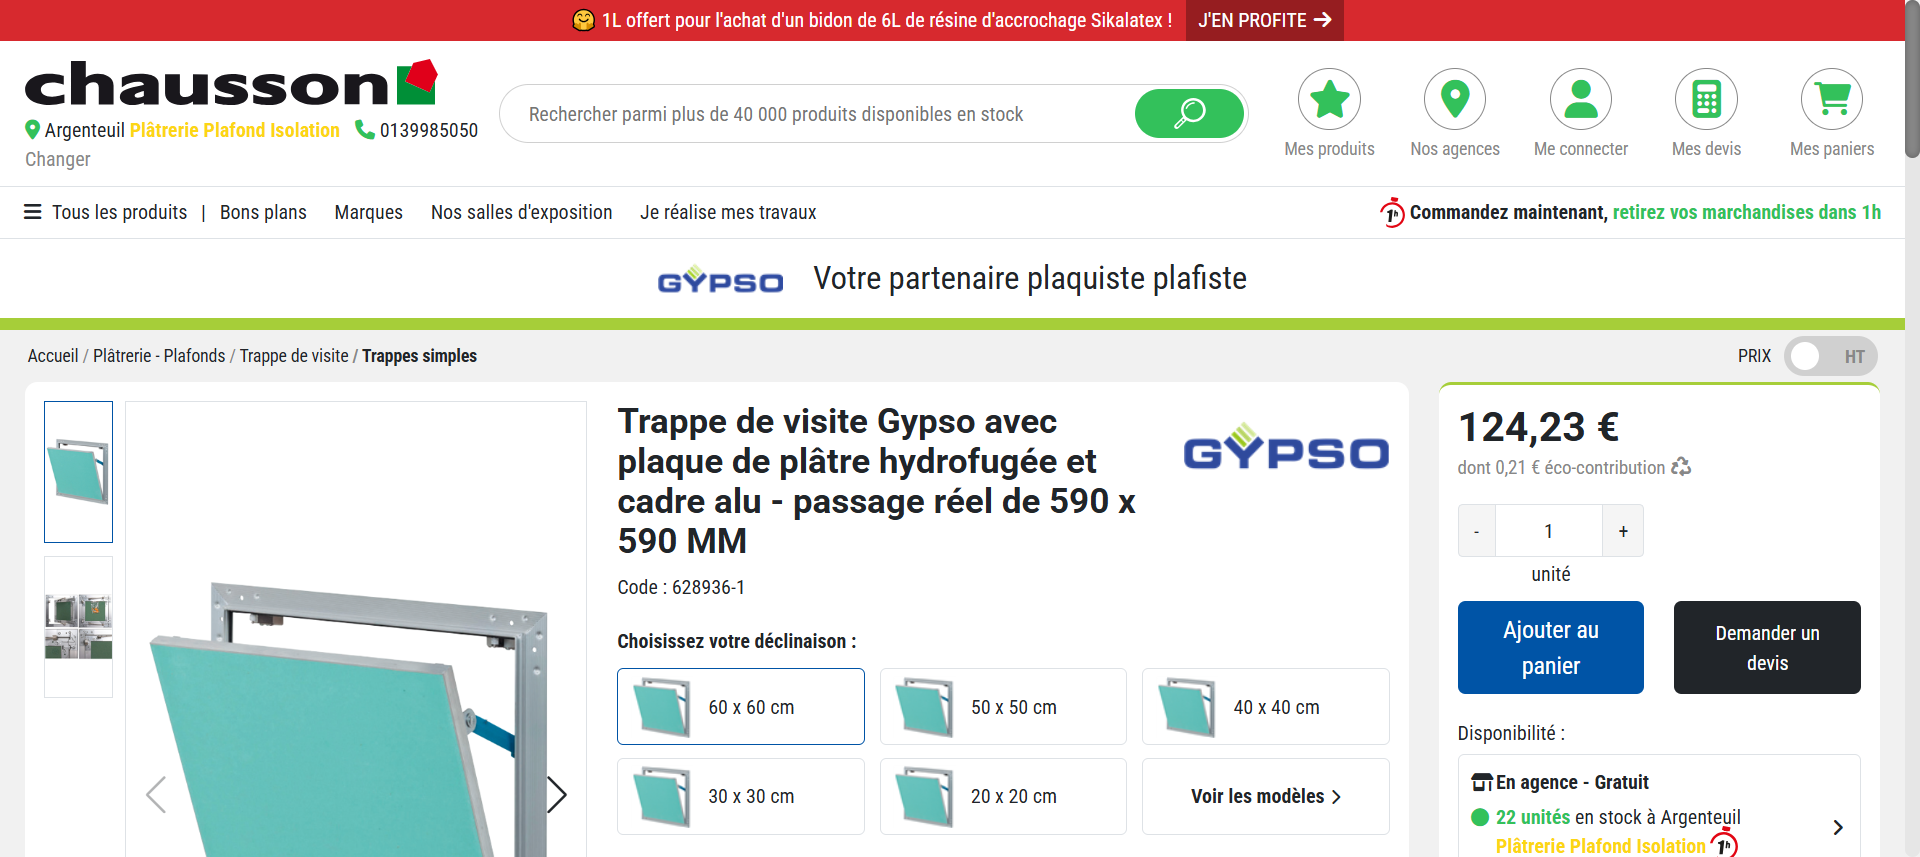 1L offert pour l'achat d'un bidon de 6L de résine d'accrochage Sikalatex !
J'EN PROFITE
chausson
Argenteuil Plâtrerie Plafond Isolation 0139985050
Changer
Rechercher parmi plus de 40 000 produits disponibles en stock
Mes produits
Nos agences
Me connecter
Mes devis
Mes paniers
Tous les produits | Bons plans Marques Nos salles d'exposition Je réalise mes travaux
1h Commandez maintenant, retirez vos marchandises dans 1h
GYPSO Votre partenaire plaquiste plafiste
Accueil / Plâtrerie - Plafonds / Trappe de visite / Trappes simples
PRIX HT
Trappe de visite Gypso avec
plaque de plâtre hydrofugée et
cadre alu - passage réel de 590 x
590 MM
GYPSO
Code : 628936-1
Choisissez votre déclinaison :
60 x 60 cm
50 x 50 cm
40 x 40 cm
30 x 30 cm
20 x 20 cm
Voir les modèles
124,23 €
dont 0,21 € éco-contribution
- 1 +
unité
Ajouter au
panier
Demander un
devis
Disponibilité :
En agence - Gratuit
22 unités en stock à Argenteuil
Plâtrerie Plafond Isolation 1h